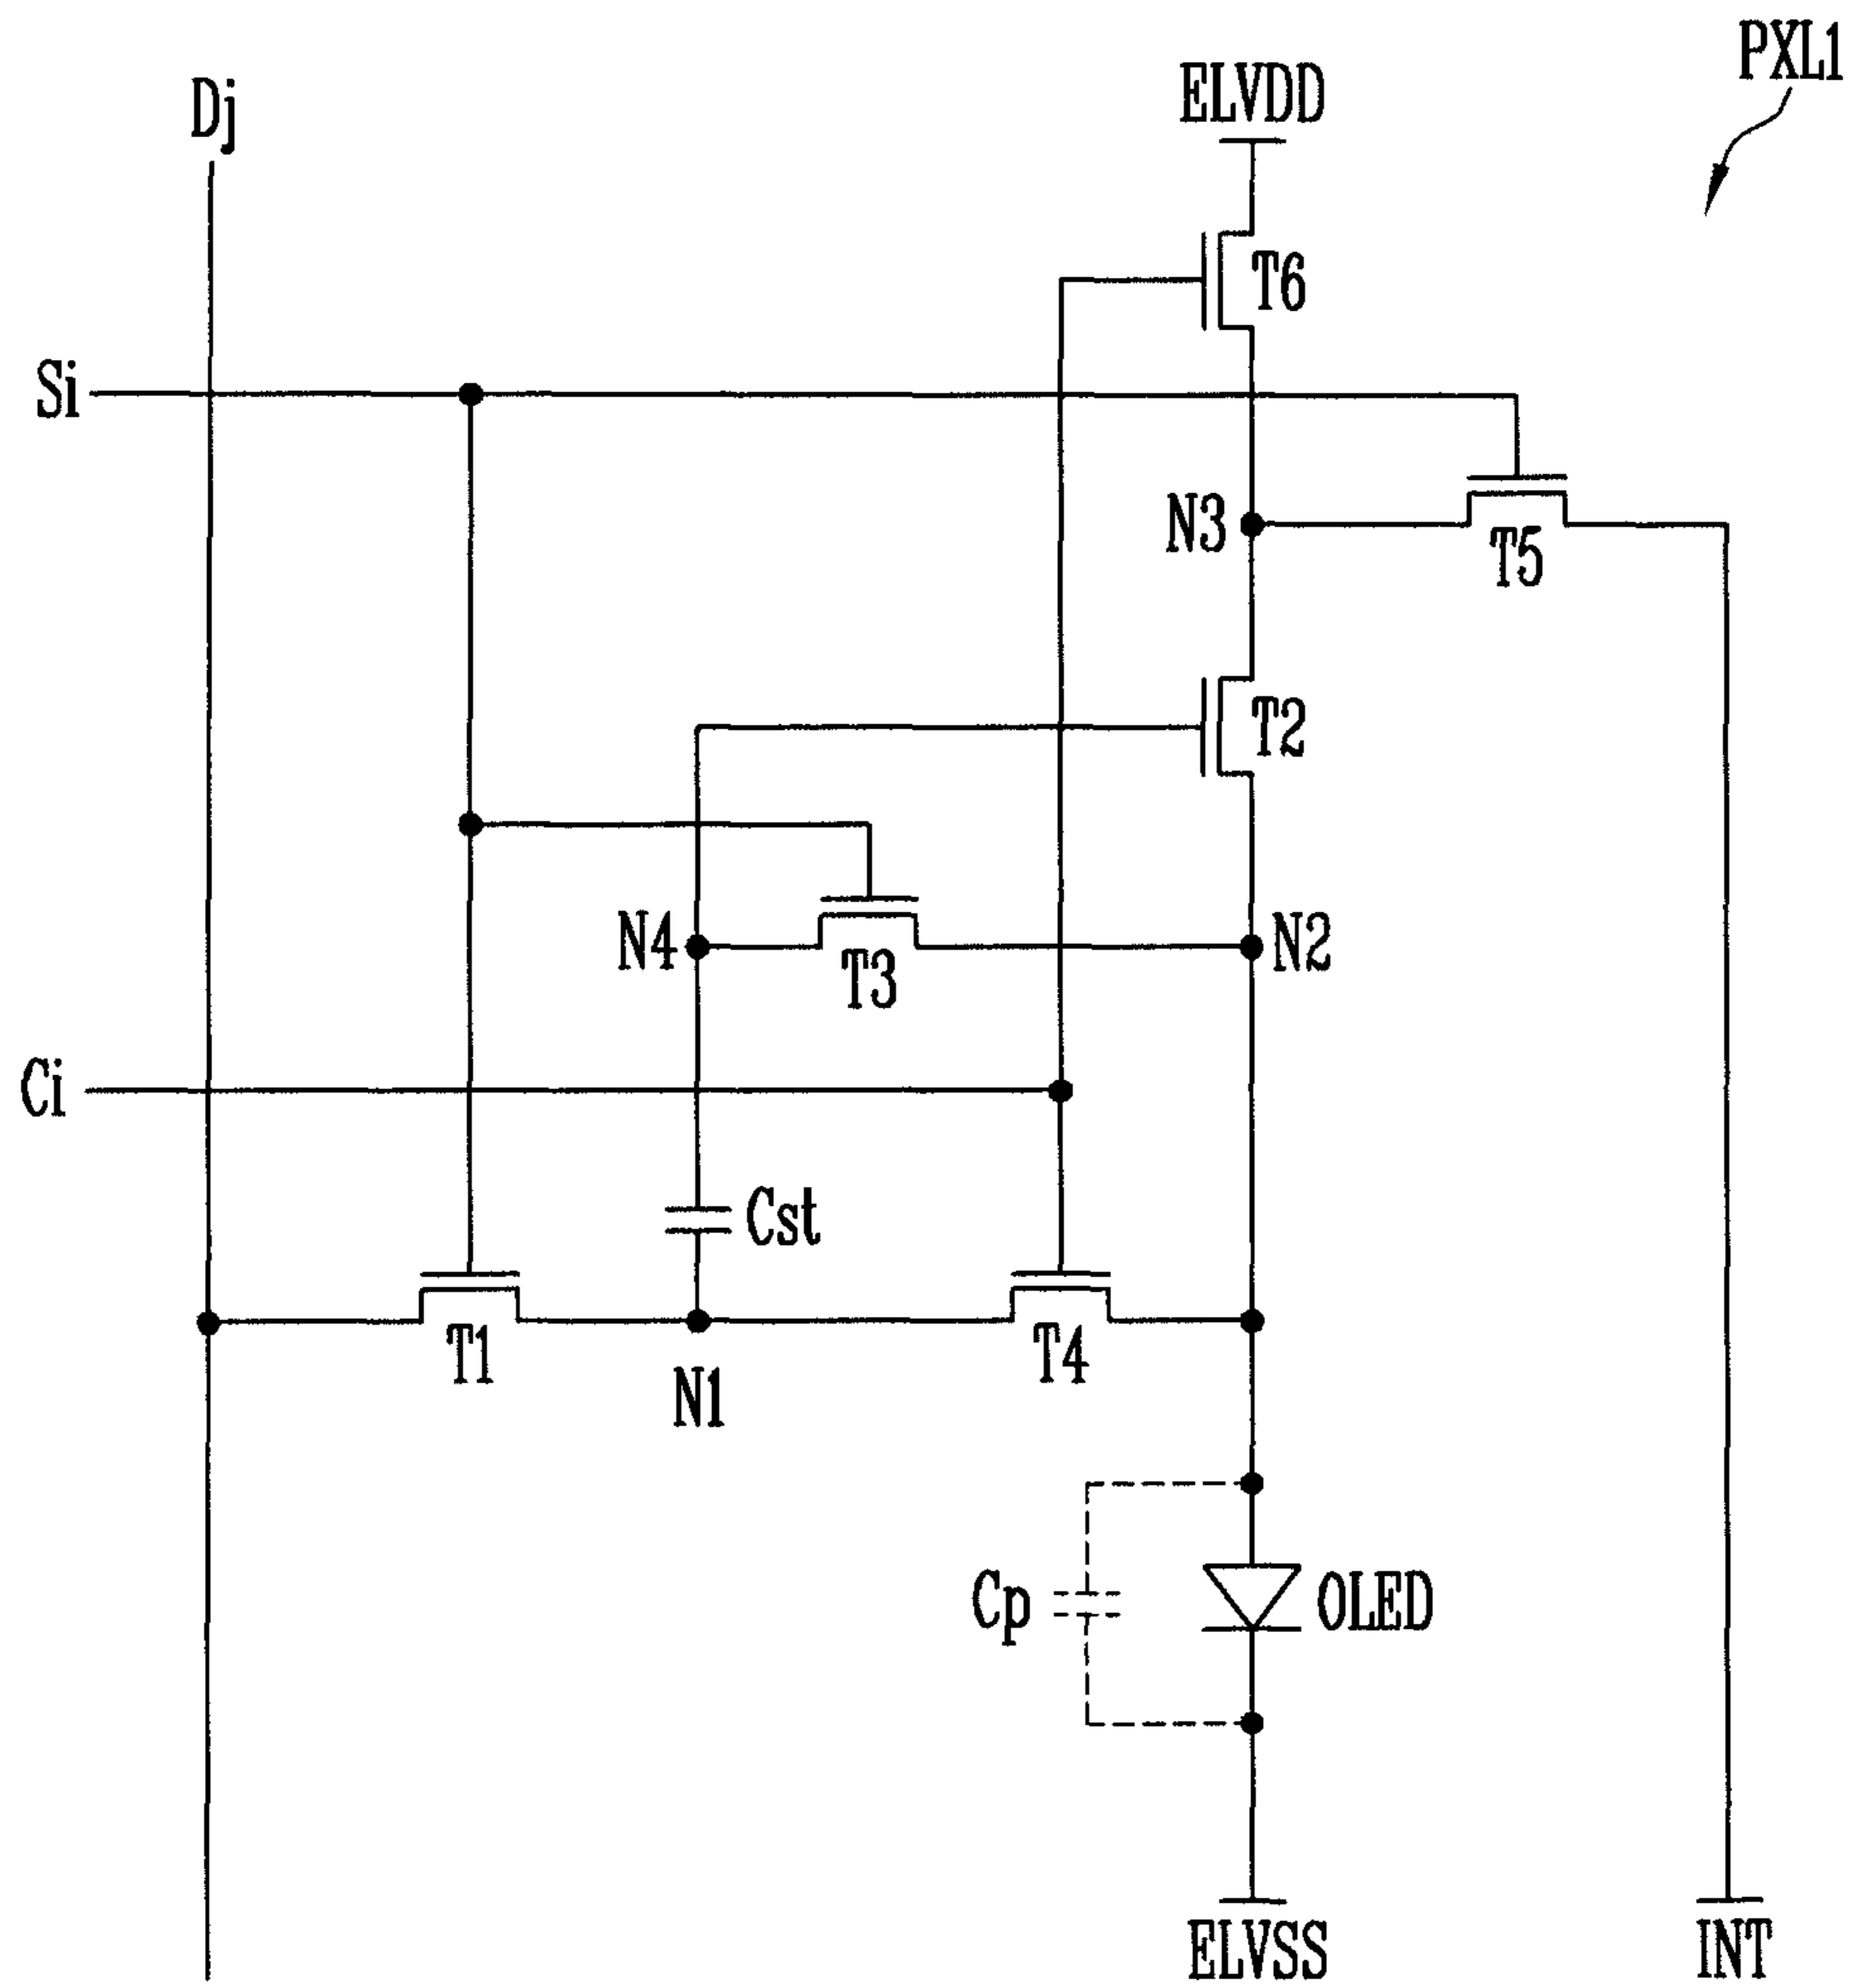 PXL1
ELVDD
Dj
T6
Si
N3
T5
T2
N4
N2
T3
Ci
Cst
T1
T4
N1
Cp
OLED
ELVSS
INT